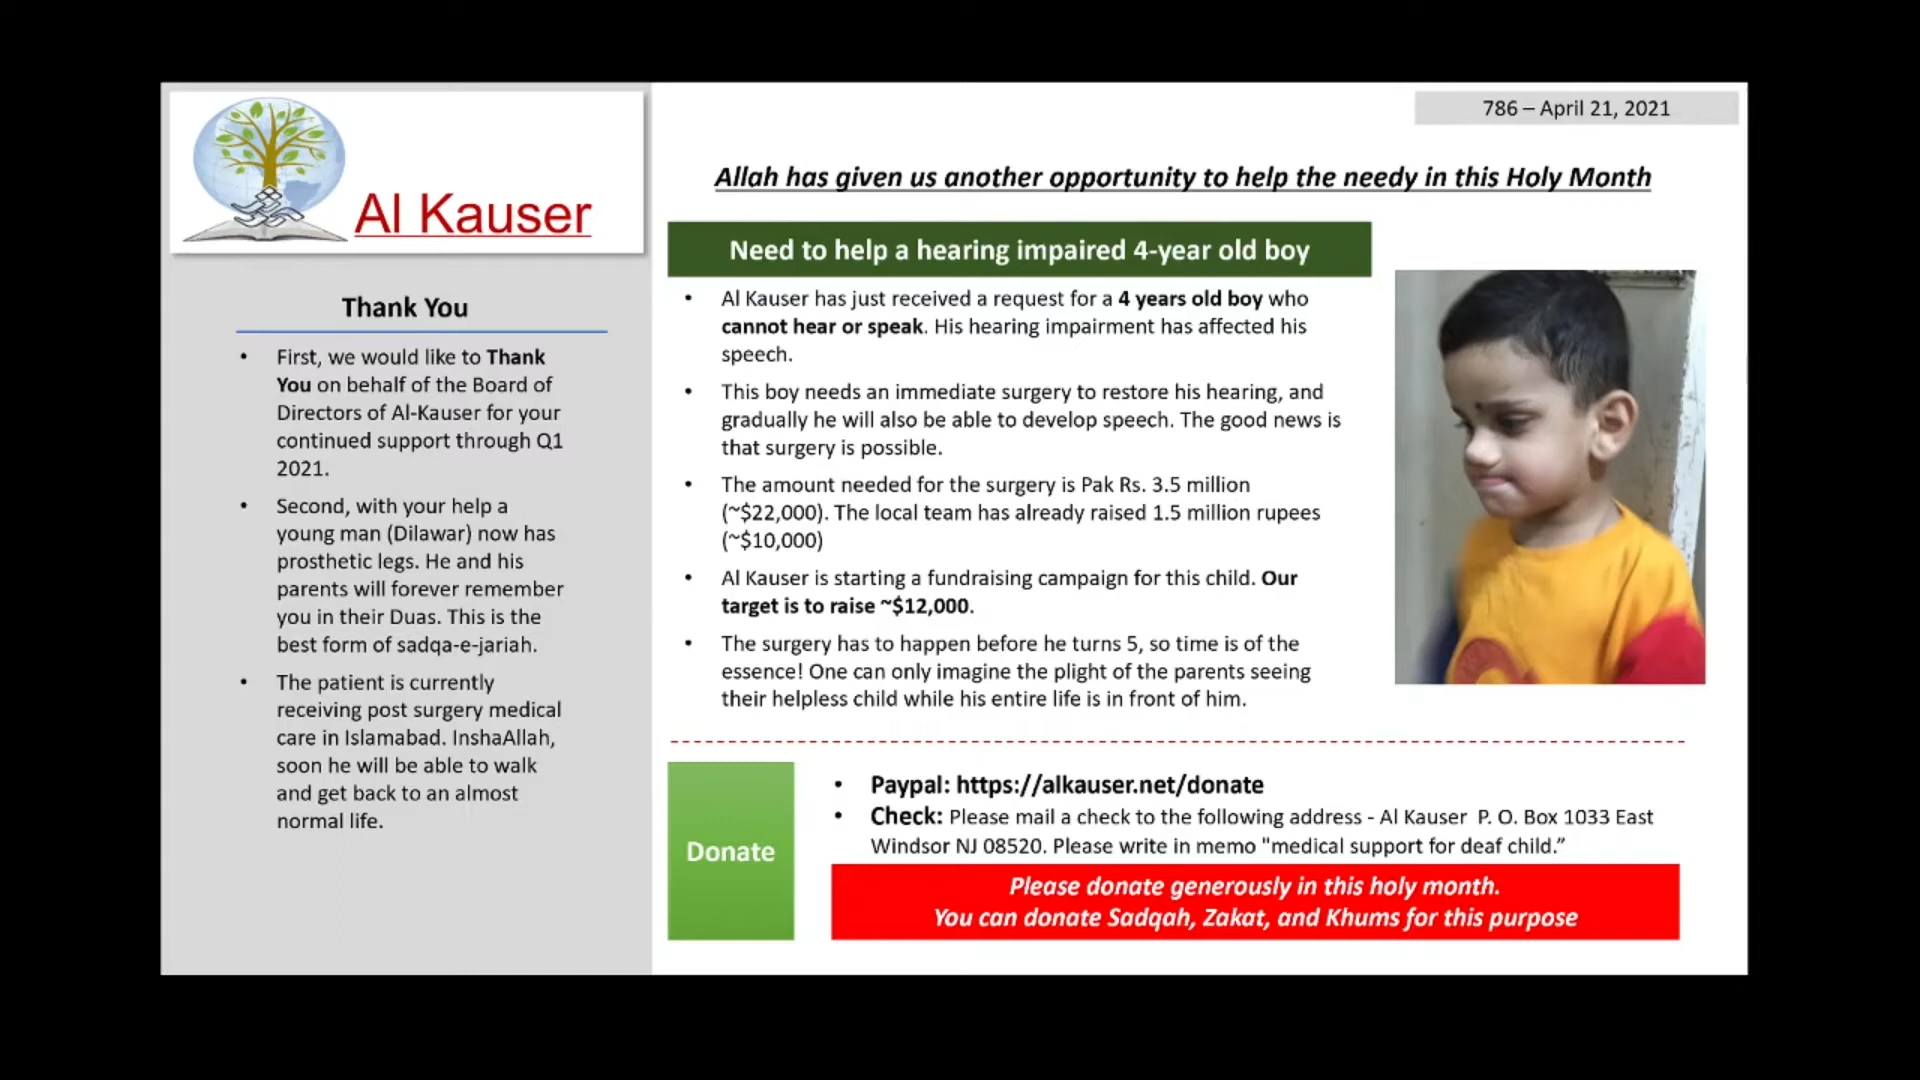 Al Kauser
786 – April 21, 2021
Allah has given us another opportunity to help the needy in this Holy Month
Thank You
• First, we would like to Thank
You on behalf of the Board of
Directors of Al-Kauser for your
continued support through Q1
2021.
• Second, with your help a
young man (Dilawar) now has
prosthetic legs. He and his
parents will forever remember
you in their Duas. This is the
best form of sadqa-e-jariah.
• The patient is currently
receiving post surgery medical
care in Islamabad. InshaAllah,
soon he will be able to walk
and get back to an almost
normal life.
Need to help a hearing impaired 4-year old boy
• Al Kauser has just received a request for a 4 years old boy who
cannot hear or speak. His hearing impairment has affected his
speech.
• This boy needs an immediate surgery to restore his hearing, and
gradually he will also be able to develop speech. The good news is
that surgery is possible.
• The amount needed for the surgery is Pak Rs. 3.5 million
(~$22,000). The local team has already raised 1.5 million rupees
(~$10,000)
• Al Kauser is starting a fundraising campaign for this child. Our
target is to raise ~$12,000.
• The surgery has to happen before he turns 5, so time is of the
essence! One can only imagine the plight of the parents seeing
their helpless child while his entire life is in front of him.
Donate
• Paypal: https://alkauser.net/donate
• Check: Please mail a check to the following address - Al Kauser P. O. Box 1033 East
Windsor NJ 08520. Please write in memo "medical support for deaf child.”
Please donate generously in this holy month.
You can donate Sadqah, Zakat, and Khums for this purpose